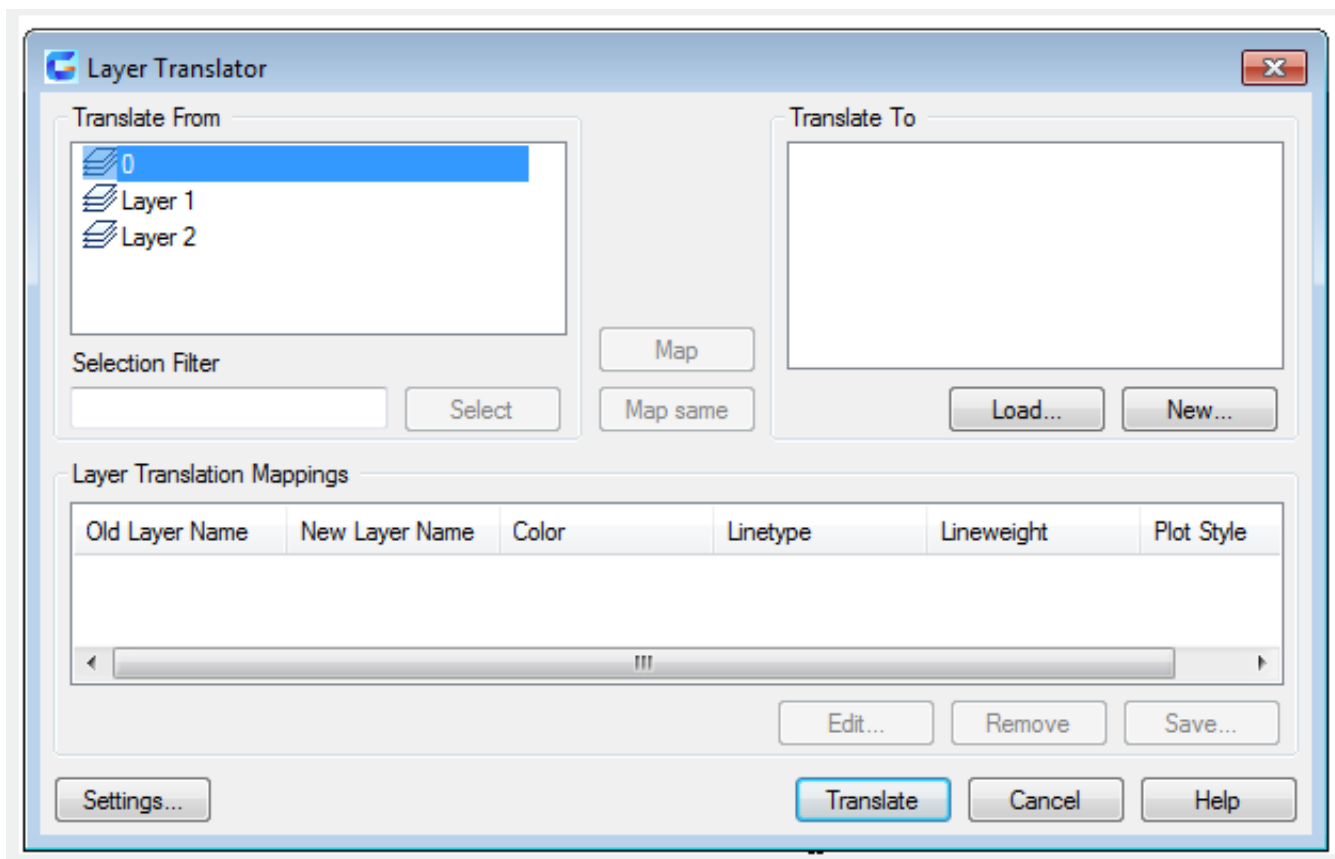 Layer Translator
Translate From
Translate To
0
Layer 1
Layer 2
Map
Selection Filter
Select
Map same
Load...
New...
Layer Translation Mappings
Old Layer Name New Layer Name Color Linetype Lineweight Plot Style
Edit...
Remove
Save...
Settings...
Translate
Cancel
Help